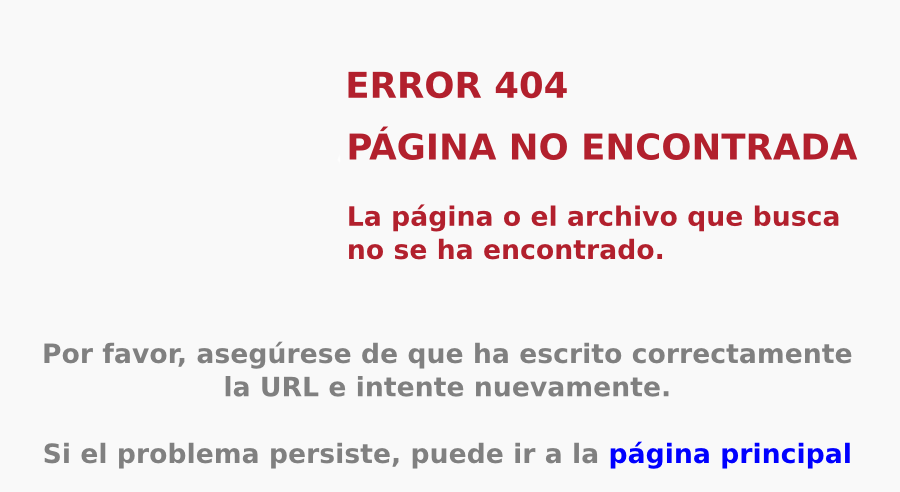 ERROR 404
PÁGINA NO ENCONTRADA
La página o el archivo que busca
no se ha encontrado.
Por favor, asegúrese de que ha escrito correctamente
la URL e intente nuevamente.
Si el problema persiste, puede ir a la página principal